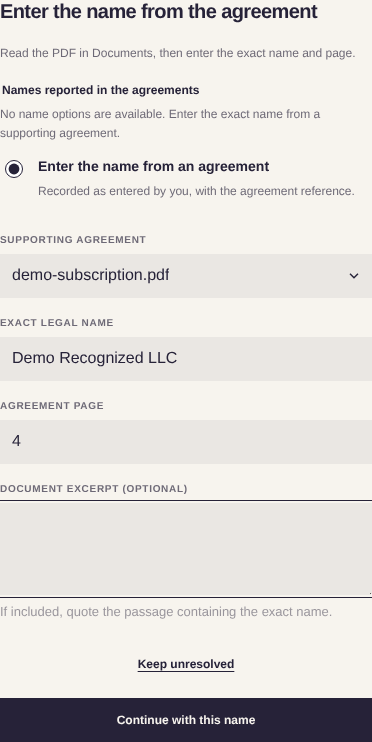 Enter the name from the agreement
Read the PDF in Documents, then enter the exact name and page.
Names reported in the agreements
No name options are available. Enter the exact name from a
supporting agreement.
Enter the name from an agreement
Recorded as entered by you, with the agreement reference.
SUPPORTING AGREEMENT
demo-subscription.pdf
EXACT LEGAL NAME
Demo Recognized LLC
AGREEMENT PAGE
4
DOCUMENT EXCERPT (OPTIONAL)
If included, quote the passage containing the exact name.
Keep unresolved
Continue with this name